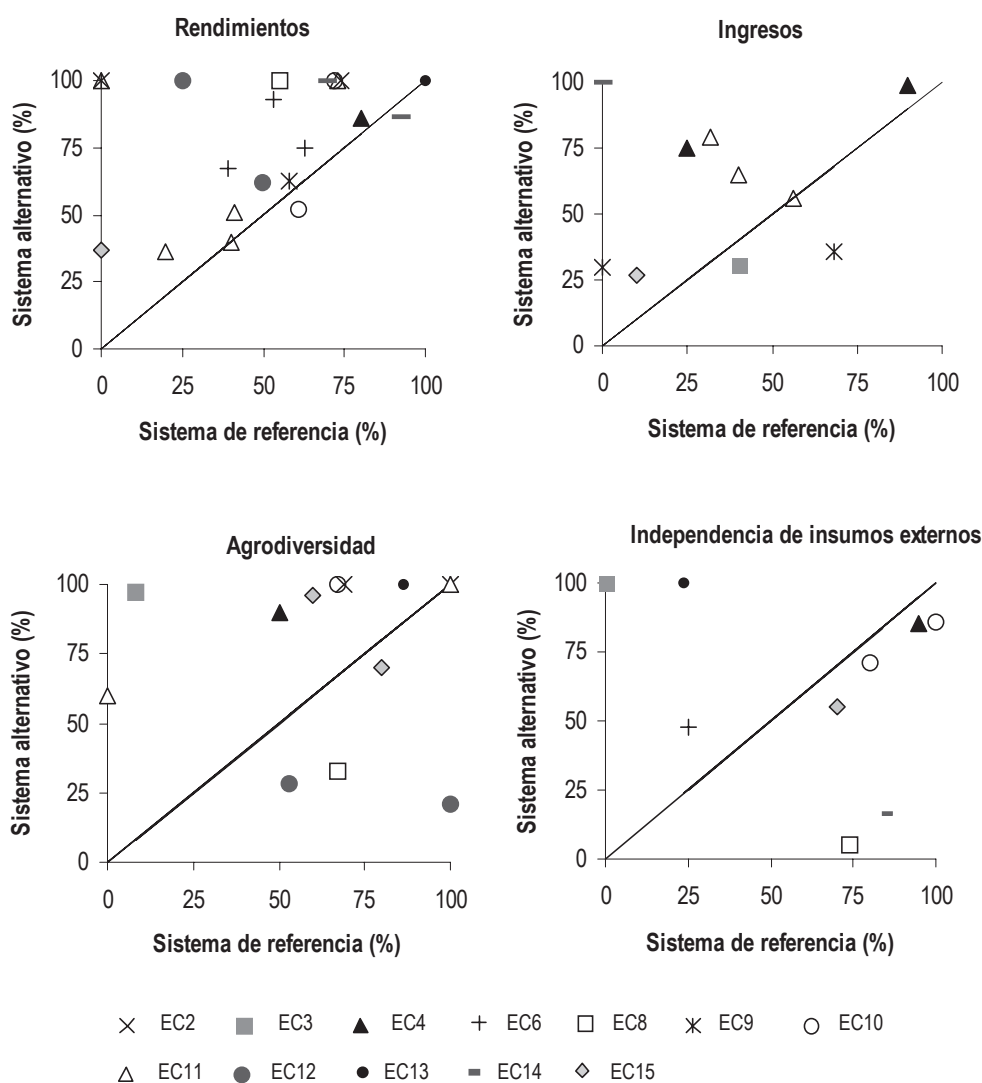 Rendimientos
Sistema alternativo (%)
100
75
50
25
0
0 25 50 75 100
Sistema de referencia (%)
Ingresos
Sistema alternativo (%)
100
75
50
25
0
0 25 50 75 100
Sistema de referencia (%)
Agrodiversidad
Sistema alternativo (%)
100
75
50
25
0
0 25 50 75 100
Sistema de referencia (%)
Independencia de insumos externos
Sistema alternativo (%)
100
75
50
25
0
0 25 50 75 100
Sistema de referencia (%)
EC2 EC3 EC4 EC6 EC8 EC9 EC10
EC11 EC12 EC13 EC14 EC15